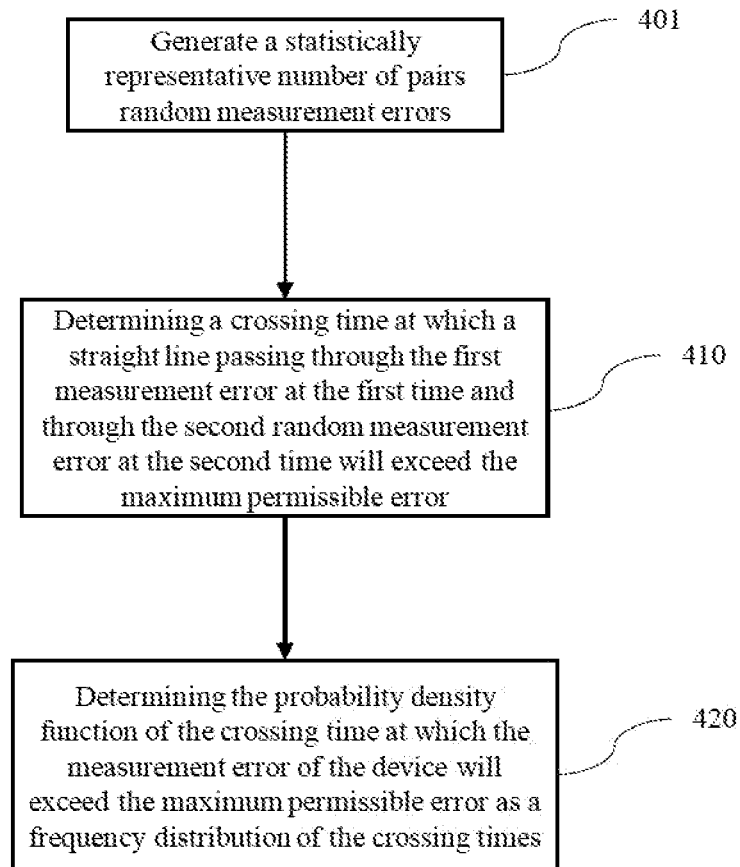 Generate a statistically
representative number of pairs
random measurement errors
401
Determining a crossing time at which a
straight line passing through the first
measurement error at the first time and
through the second random measurement
error at the second time will exceed the
maximum permissible error
410
Determining the probability density
function of the crossing time at which the
measurement error of the device will
exceed the maximum permissible error as a
frequency distribution of the crossing times
420